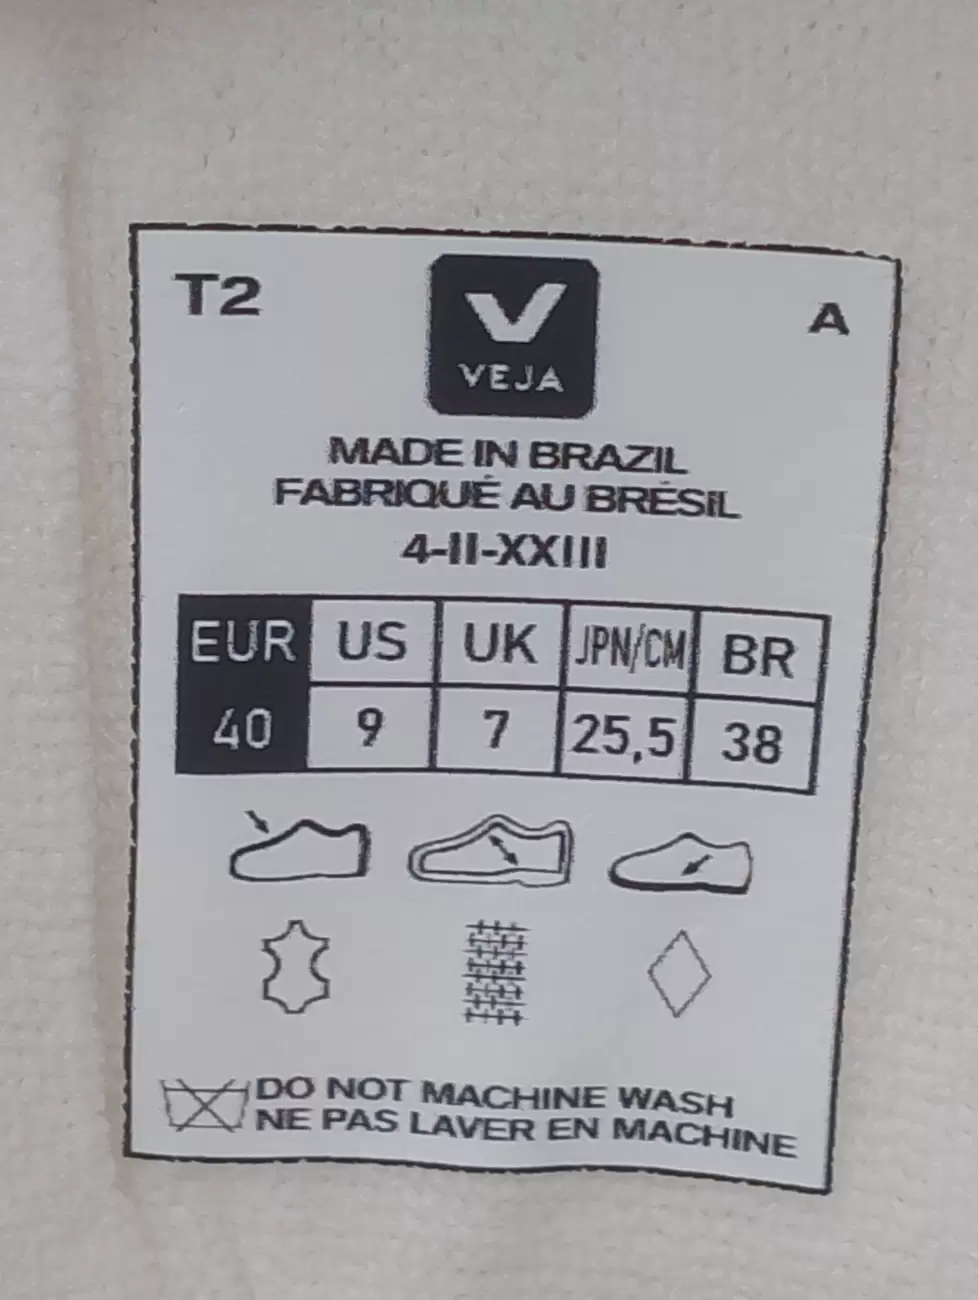 T2
A
VEJA
MADE IN BRAZIL
FABRIQUÉ AU BRÉSIL
4-II-XXIII
EUR US UK JPN/CM BR
40 9 7 25,5 38
DO NOT MACHINE WASH
NE PAS LAVER EN MACHINE